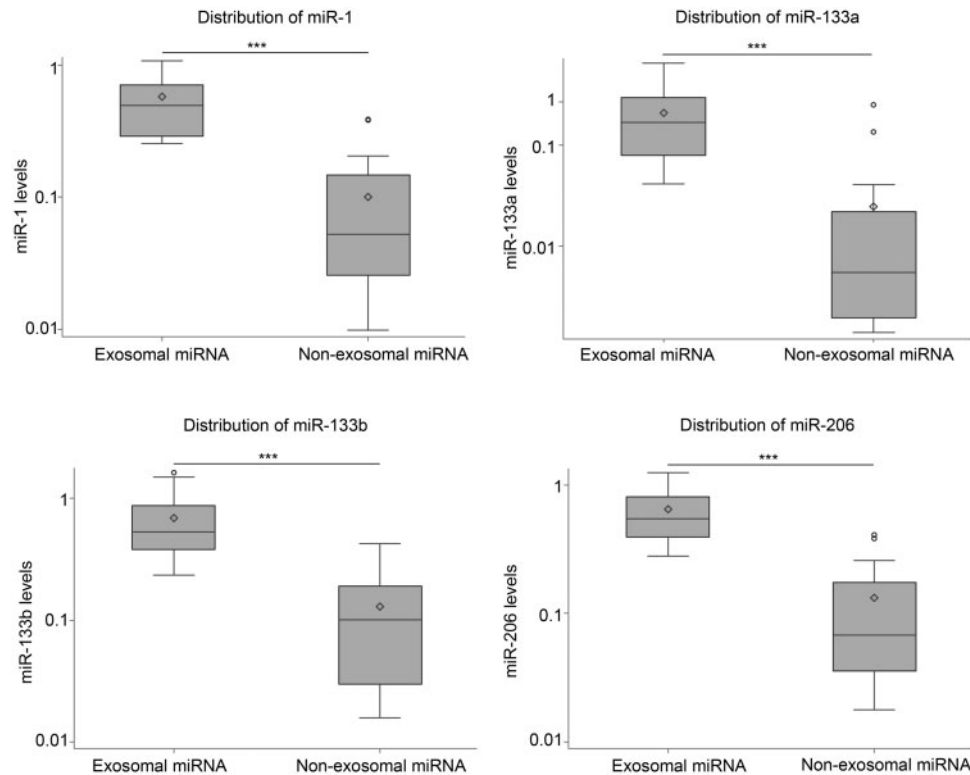 Distribution of miR-1
***
1
0.1
0.01
miR-1 levels
Exosomal miRNA
Non-exosomal miRNA
Distribution of miR-133a
***
1
0.1
0.01
miR-133a levels
Exosomal miRNA
Non-exosomal miRNA
Distribution of miR-133b
***
1
0.1
0.01
miR-133b levels
Exosomal miRNA
Non-exosomal miRNA
Distribution of miR-206
***
1
0.1
0.01
miR-206 levels
Exosomal miRNA
Non-exosomal miRNA